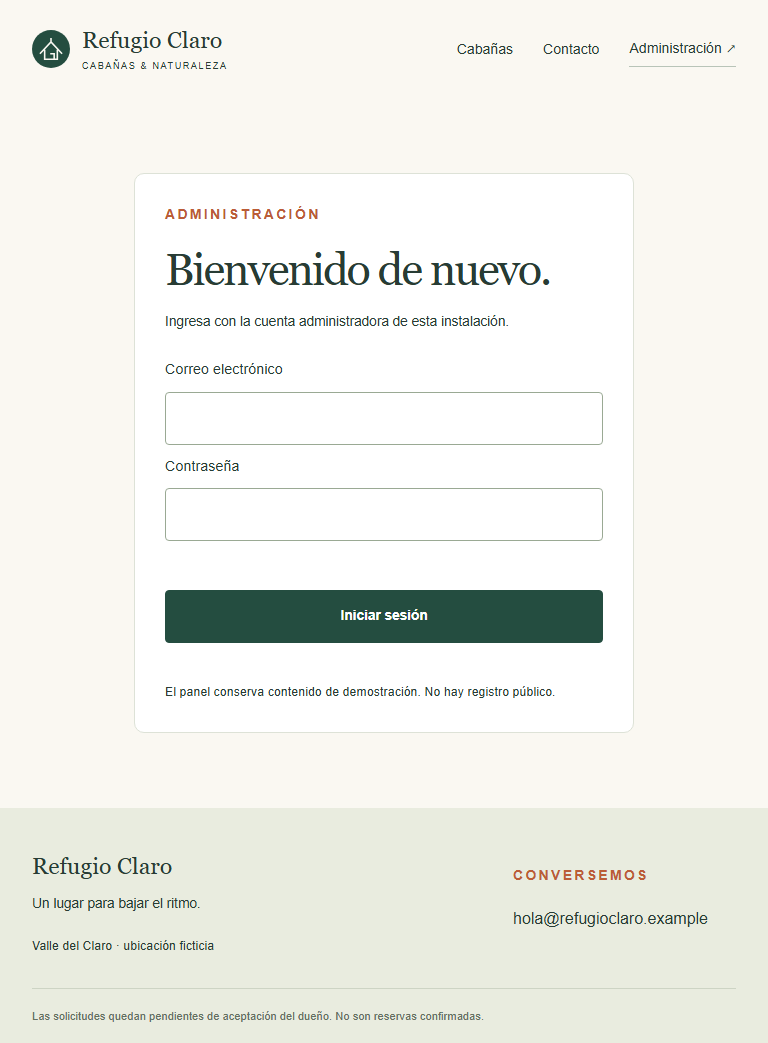 Refugio Claro
CABAÑAS & NATURALEZA
Cabañas
Contacto
Administración ↗
ADMINISTRACIÓN
Bienvenido de nuevo.
Ingresa con la cuenta administradora de esta instalación.
Correo electrónico
Contraseña
Iniciar sesión
El panel conserva contenido de demostración. No hay registro público.
Refugio Claro
Un lugar para bajar el ritmo.
Valle del Claro · ubicación ficticia
CONVERSEMOS
hola@refugioclaro.example
Las solicitudes quedan pendientes de aceptación del dueño. No son reservas confirmadas.